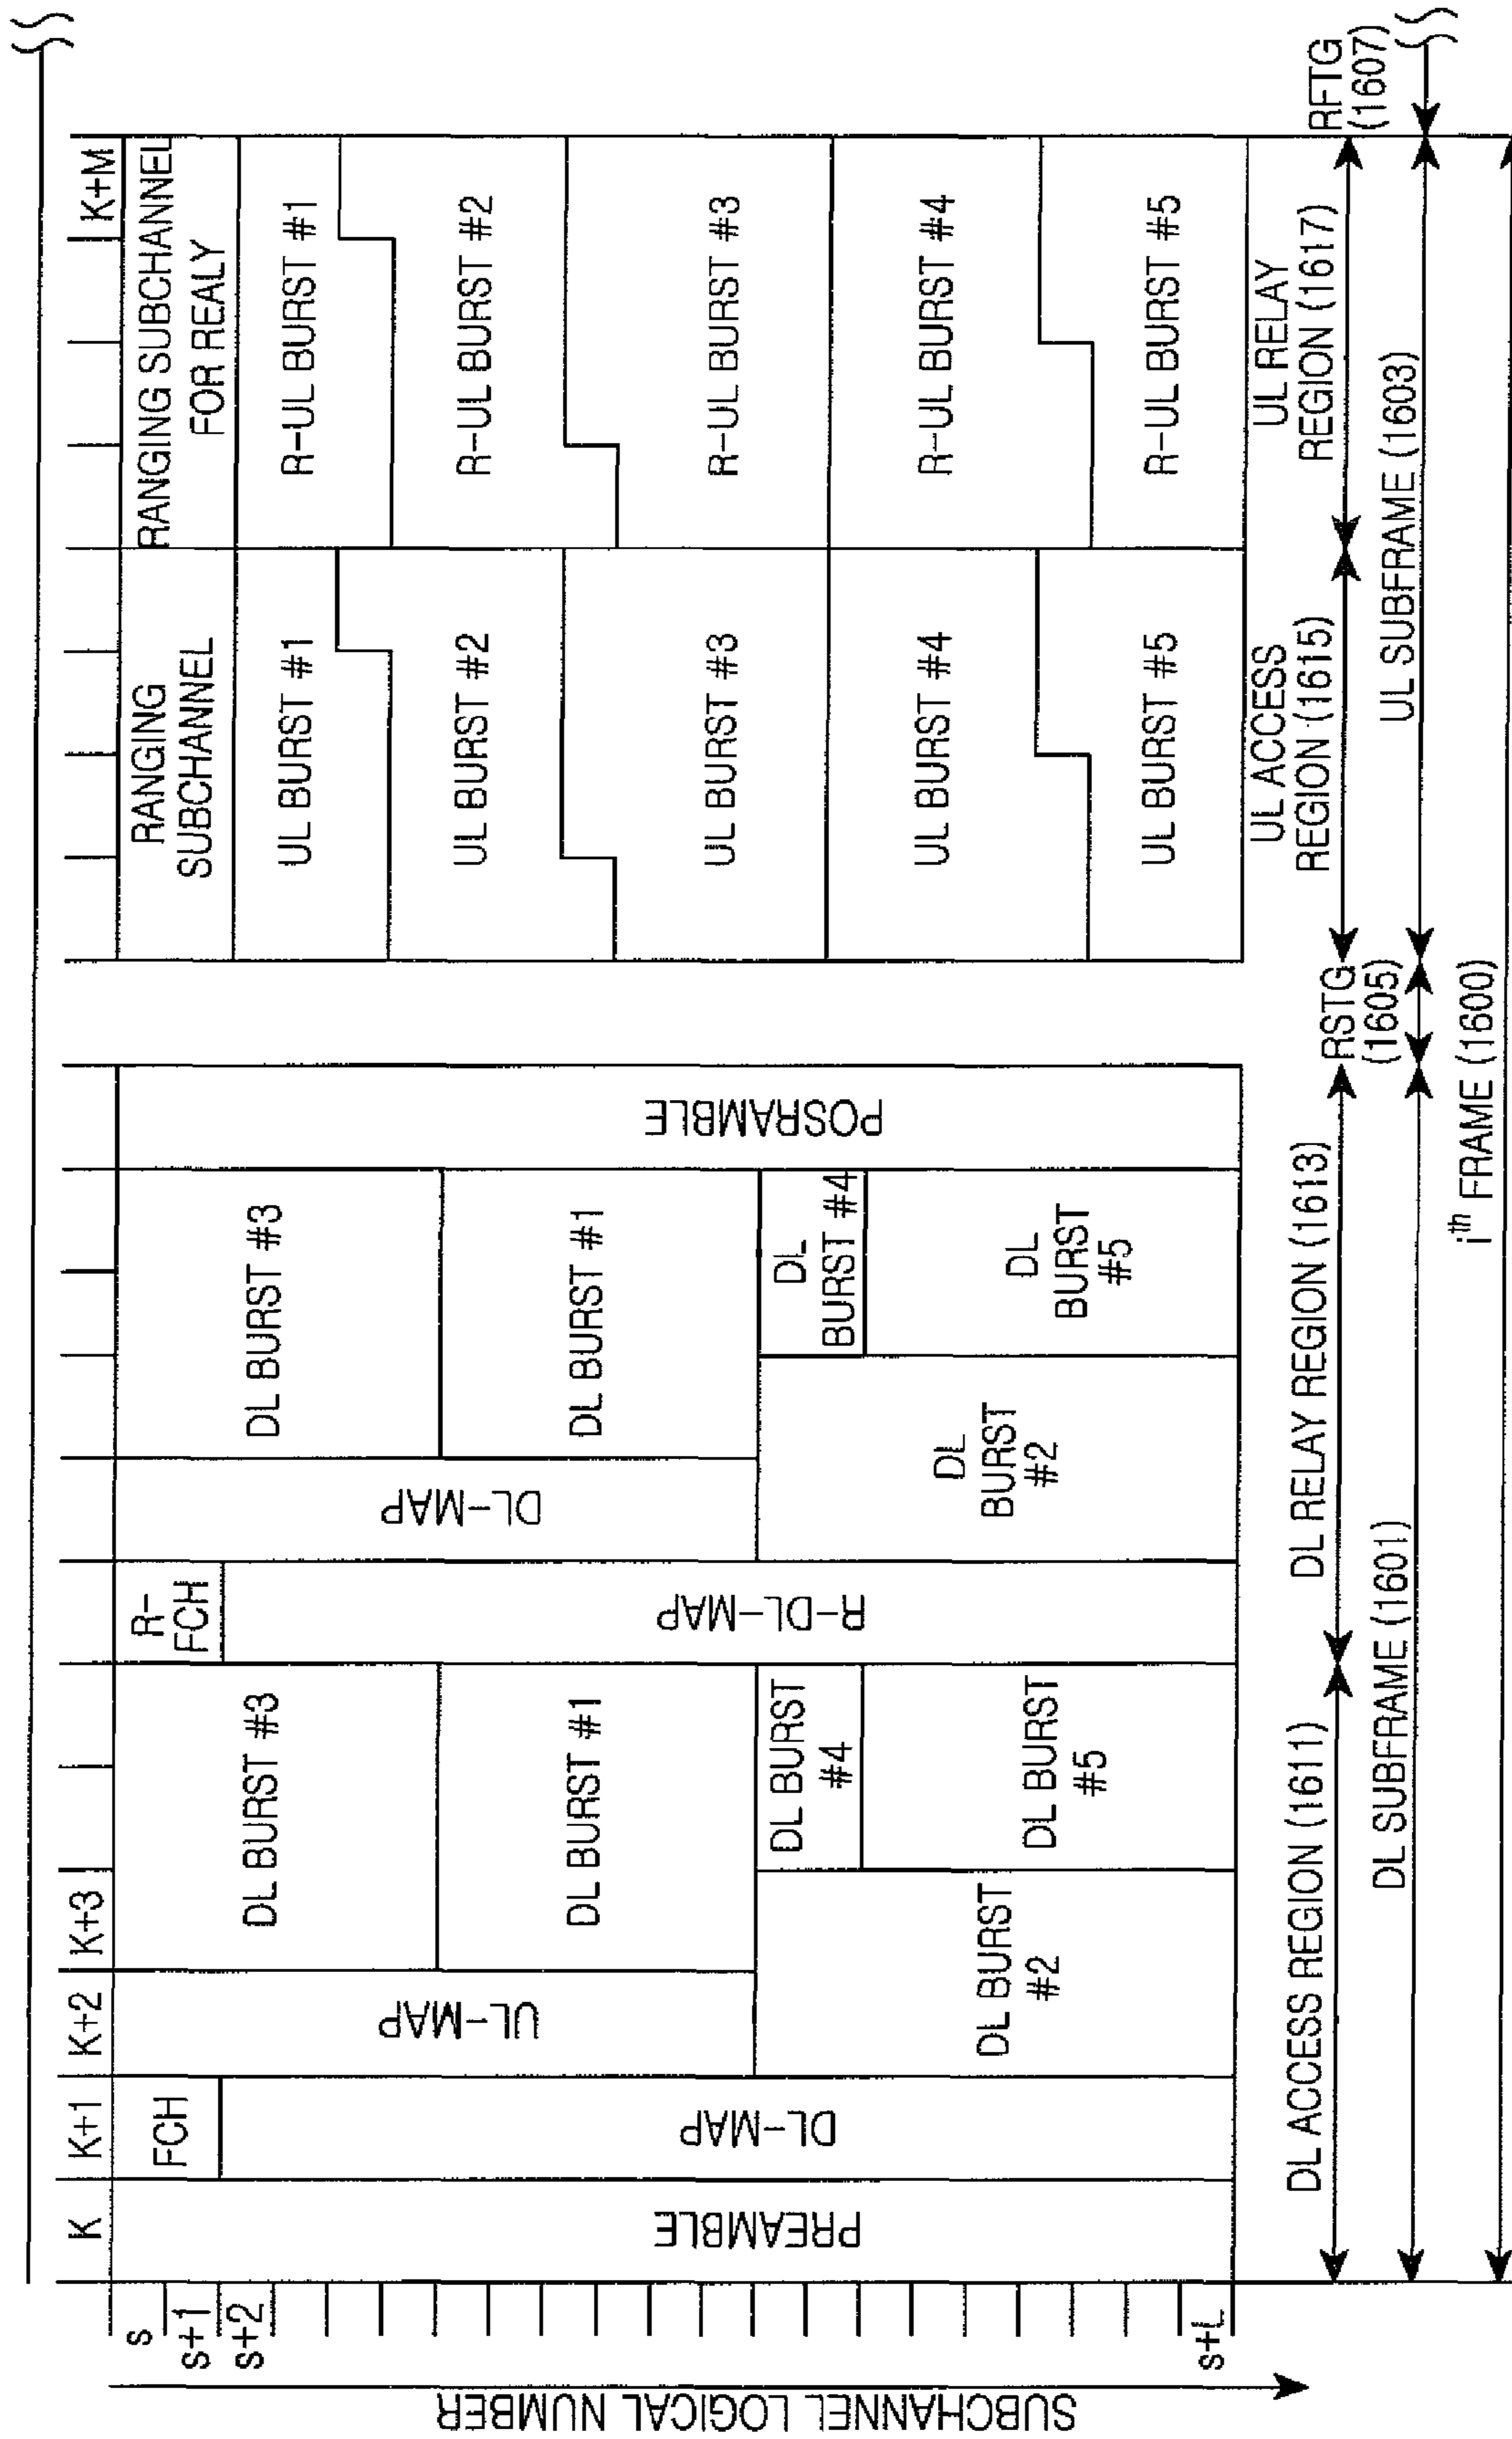 K
K+1
K+2
K+3
K+M
SUBCHANNEL LOGICAL NUMBER
s
s+1
s+2
s+L
PREAMBLE
FCH
DL-MAP
UL-MAP
DL BURST #3
DL BURST #1
DL BURST
#2
DL BURST
#4
DL BURST
#5
R-
FCH
R-DL-MAP
DL-MAP
DL BURST #3
DL BURST #1
DL
BURST
#2
DL
BURST #4
DL
BURST
#5
POSRAMBLE
RANGING
SUBCHANNEL
UL BURST #1
UL BURST #2
UL BURST #3
UL BURST #4
UL BURST #5
RANGING SUBCHANNEL
FOR REALY
R-UL BURST #1
R-UL BURST #2
R-UL BURST #3
R-UL BURST #4
R-UL BURST #5
DL ACCESS REGION (1611)
DL RELAY REGION (1613)
RSTG
(1605)
UL ACCESS
REGION (1615)
UL RELAY
REGION (1617)
RFTG
(1607)
DL SUBFRAME (1601)
UL SUBFRAME (1603)
ith FRAME (1600)